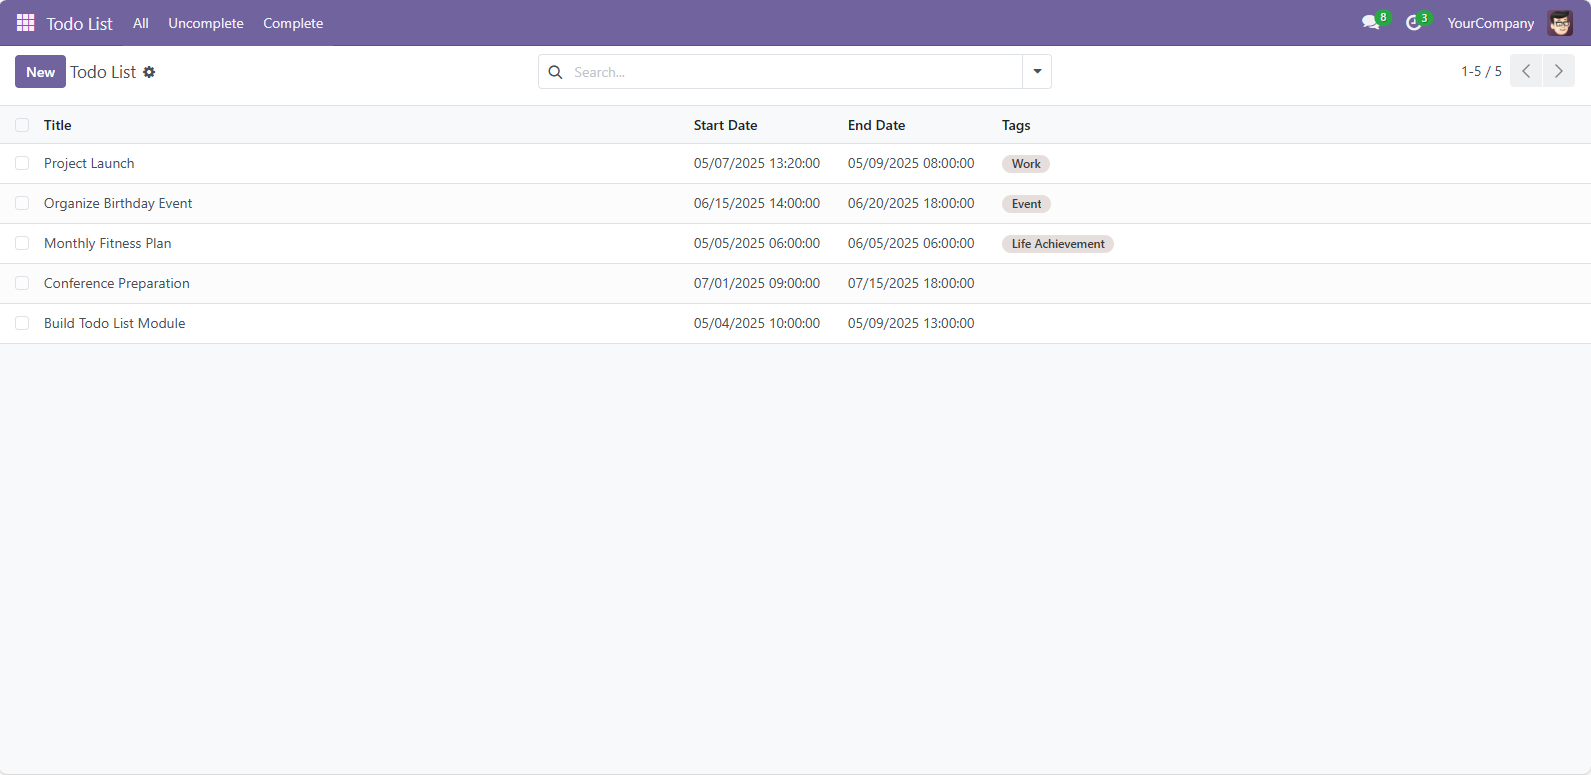 Todo List All Uncomplete Complete 8 3 YourCompany
New Todo List Search... 1-5 / 5
Title Start Date End Date Tags
Project Launch 05/07/2025 13:20:00 05/09/2025 08:00:00 Work
Organize Birthday Event 06/15/2025 14:00:00 06/20/2025 18:00:00 Event
Monthly Fitness Plan 05/05/2025 06:00:00 06/05/2025 06:00:00 Life Achievement
Conference Preparation 07/01/2025 09:00:00 07/15/2025 18:00:00
Build Todo List Module 05/04/2025 10:00:00 05/09/2025 13:00:00